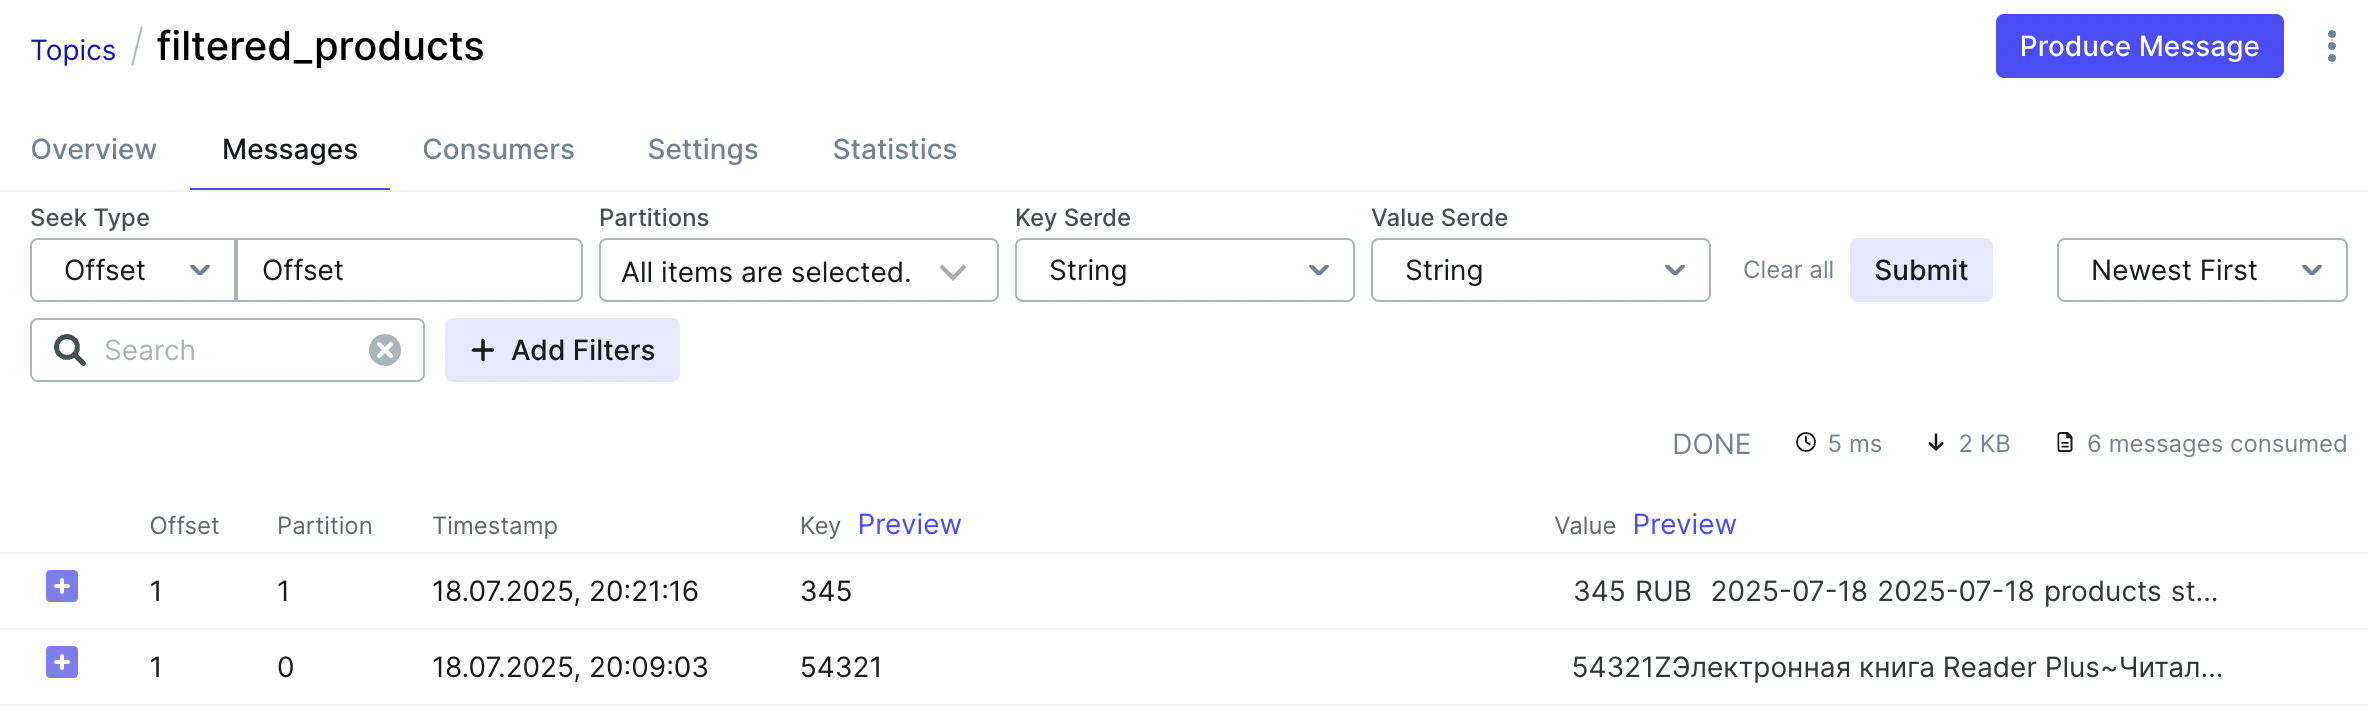 Topics / filtered_products
Produce Message
Overview Messages Consumers Settings Statistics
Seek Type Partitions Key Serde Value Serde
Offset Offset All items are selected. String String Clear all Submit Newest First
Search + Add Filters
DONE 5 ms 2 KB 6 messages consumed
Offset Partition Timestamp Key Preview Value Preview
1 1 18.07.2025, 20:21:16 345 345 RUB 2025-07-18 2025-07-18 products st...
1 0 18.07.2025, 20:09:03 54321 54321ZЭлектронная книга Reader Plus~Читал...